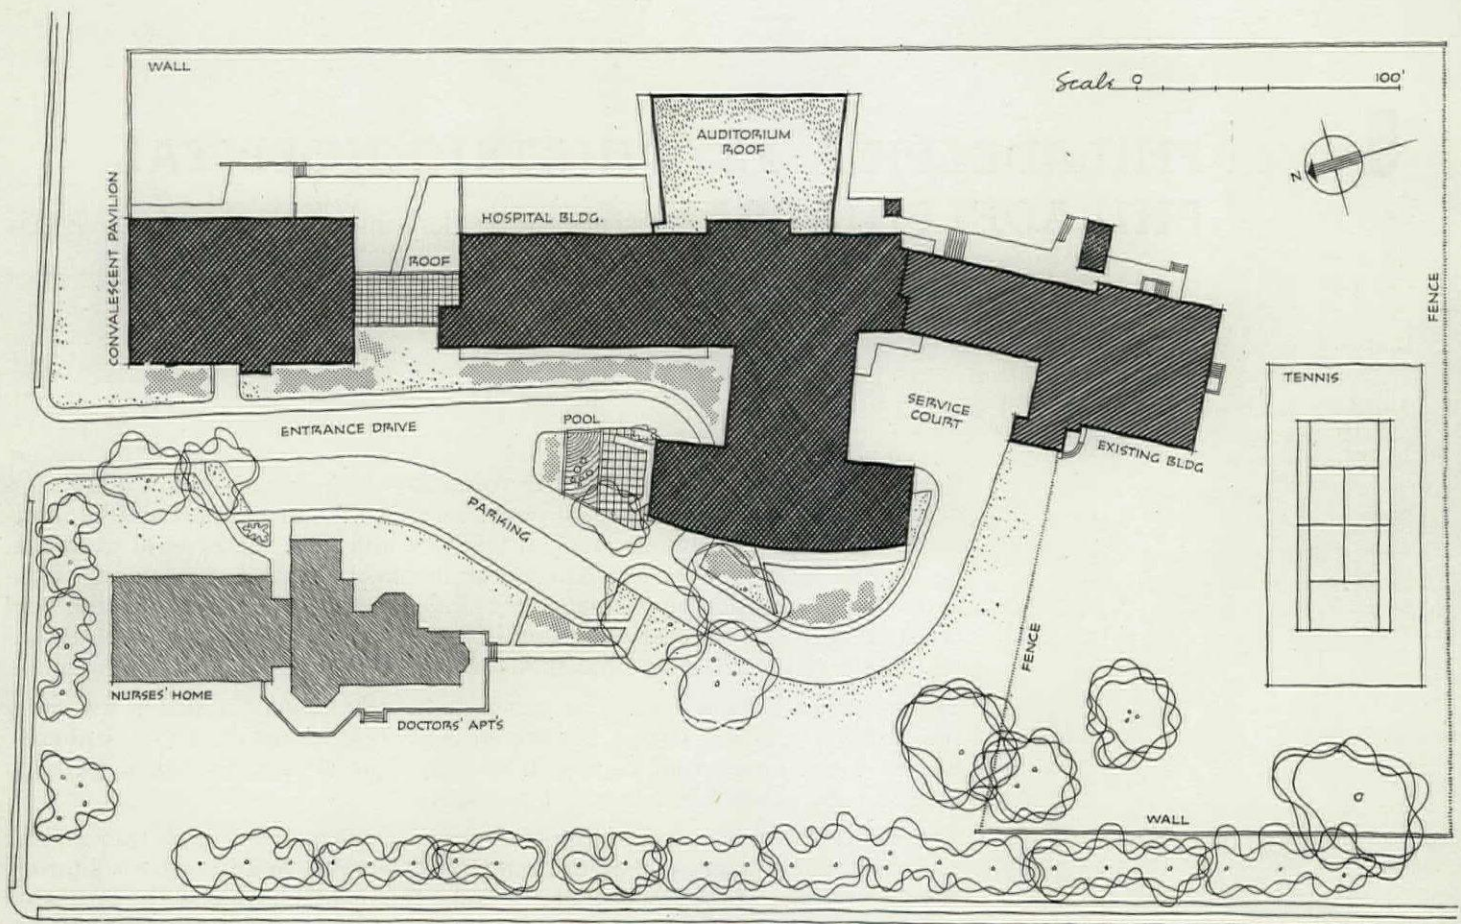 WALL
Scale 0 100'
AUDITORIUM
ROOF
N
CONVALESCENT PAVILION
HOSPITAL BLDG.
ROOF
FENCE
TENNIS
SERVICE
COURT
POOL
ENTRANCE DRIVE
EXISTING BLDG
PARKING
FENCE
NURSES' HOME
DOCTORS' APT'S
WALL